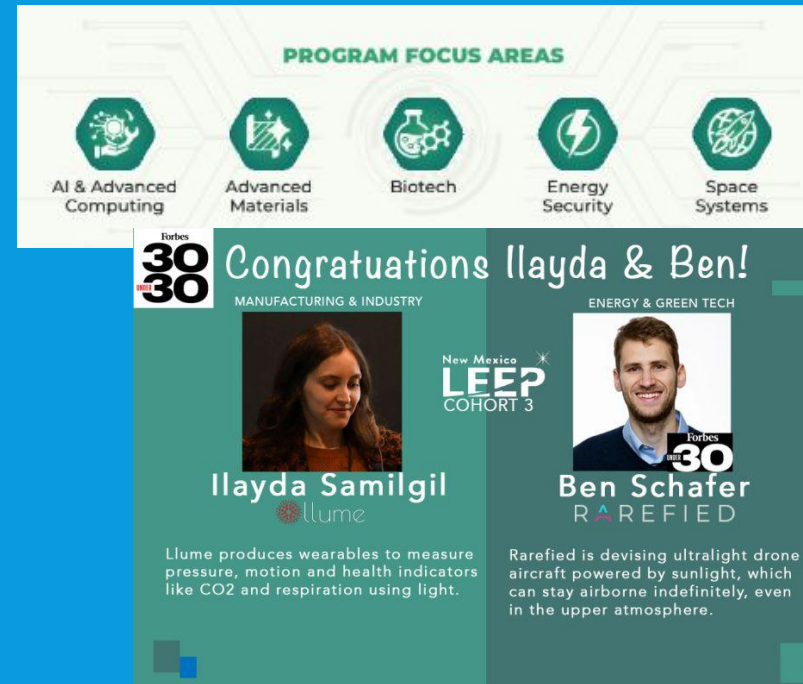 PROGRAM FOCUS AREAS
AI & Advanced
Computing
Advanced
Materials
Biotech
Energy
Security
Space
Systems
Forbes
30
UNDER 30
Congratuations Ilayda & Ben!
MANUFACTURING & INDUSTRY
ENERGY & GREEN TECH
New Mexico
LEEP
COHORT 3
Forbes
UNDER 30
Ilayda Samilgil
llume
Ben Schafer
RAREFIED
Llume produces wearables to measure
pressure, motion and health indicators
like CO2 and respiration using light.
Rarefied is devising ultralight drone
aircraft powered by sunlight, which
can stay airborne indefinitely, even
in the upper atmosphere.